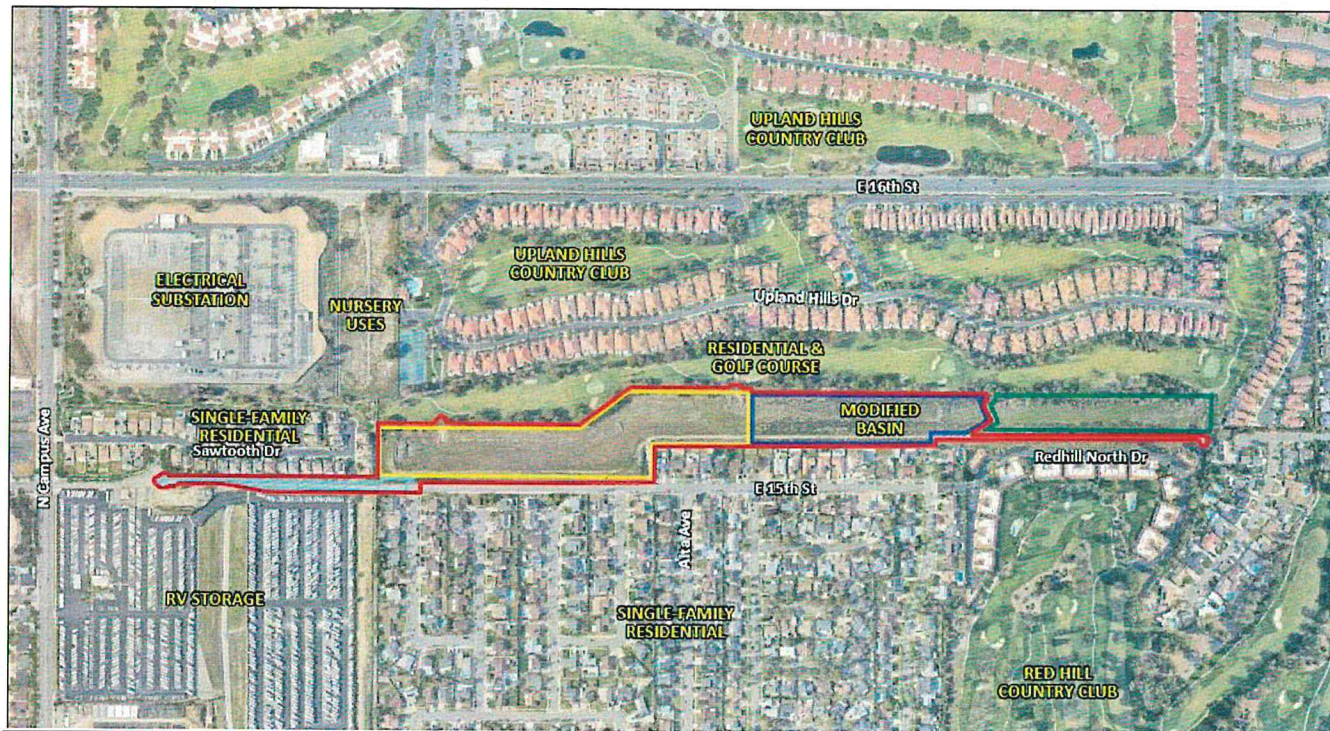 UPLAND HILLS
COUNTRY CLUB
E 16th St
ELECTRICAL
SUBSTATION
NURSERY
USES
UPLAND HILLS
COUNTRY CLUB
Upland Hills Dr
RESIDENTIAL &
GOLF COURSE
SINGLE-FAMILY
RESIDENTIAL
Sawtooth Dr
MODIFIED
BASIN
Redhill North Dr
N Campus Ave
E 15th St
Alta Ave
RV STORAGE
SINGLE-FAMILY
RESIDENTIAL
RED HILL
COUNTRY CLUB